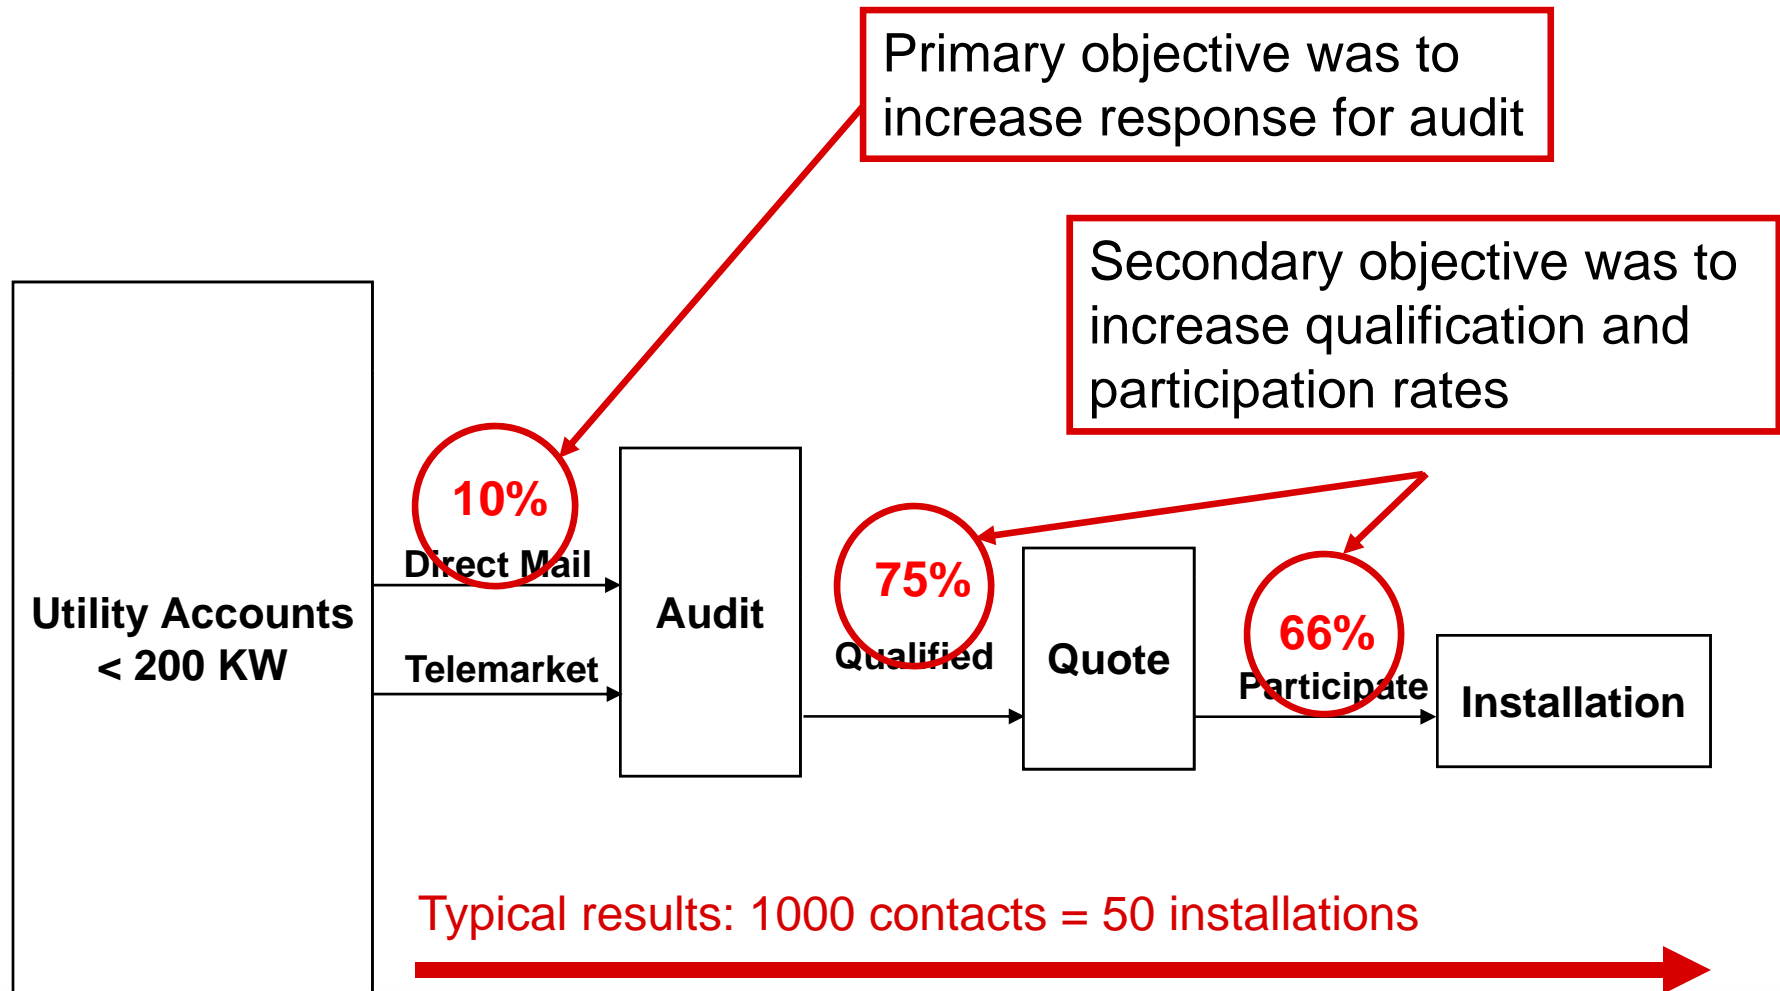 Primary objective was to
increase response for audit
Secondary objective was to
increase qualification and
participation rates
10%
Direct Mail
Telemarket
Utility Accounts
< 200 KW
Audit
75%
Qualified
Quote
66%
Participate
Installation
Typical results: 1000 contacts = 50 installations